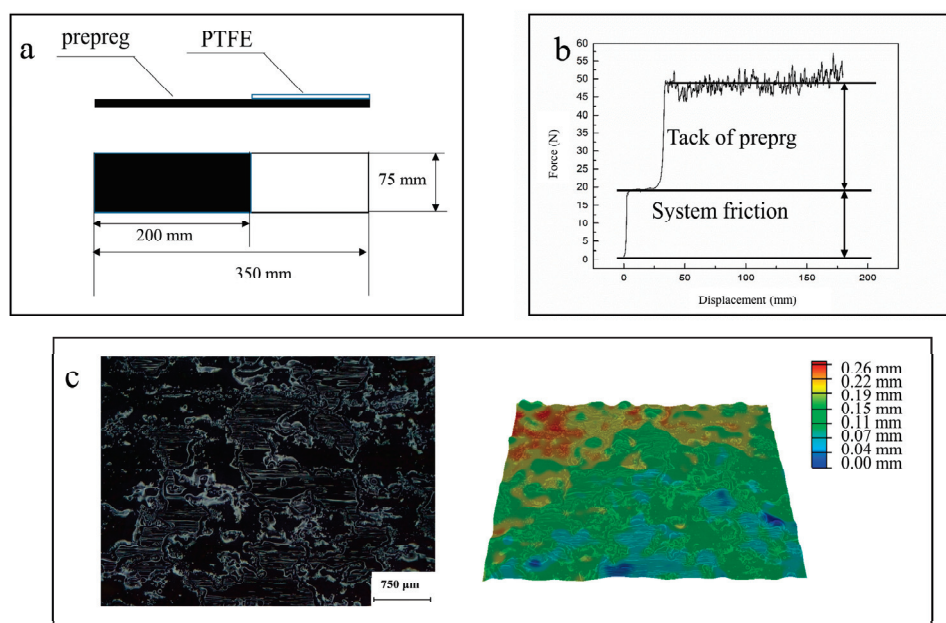 a
prepreg
PTFE
75 mm
200 mm
350 mm
b
Force (N)
60
55
50
45
40
35
30
25
20
15
10
5
0
Tack of preprg
System friction
0
50
100
150
200
Displacement (mm)
c
750 μm
0.26 mm
0.22 mm
0.19 mm
0.15 mm
0.11 mm
0.07 mm
0.04 mm
0.00 mm